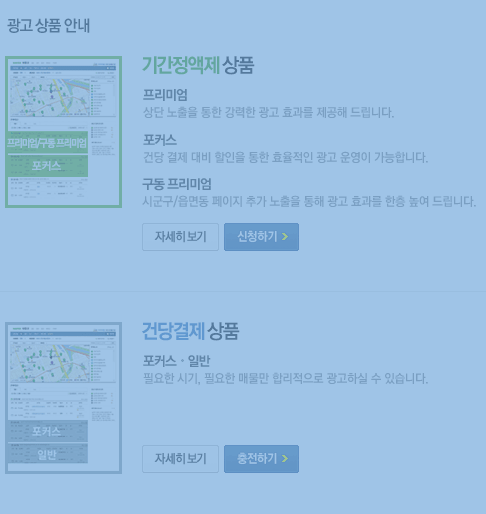 광고 상품 안내
기간정액제 상품
프리미엄
상단 노출을 통한 강력한 광고 효과를 제공해 드립니다.
프리미엄/구동 프리미엄
포커스
포커스
건당 결제 대비 할인을 통한 효율적인 광고 운영이 가능합니다.
구동 프리미엄
시군구/읍면동 페이지 추가 노출을 통해 광고 효과를 한층 높여 드립니다.
자세히보기
신청하기
건당결제 상품
포커스 · 일반
필요한 시기, 필요한 매물만 합리적으로 광고하실 수 있습니다.
포커스
일반
자세히보기
충전하기